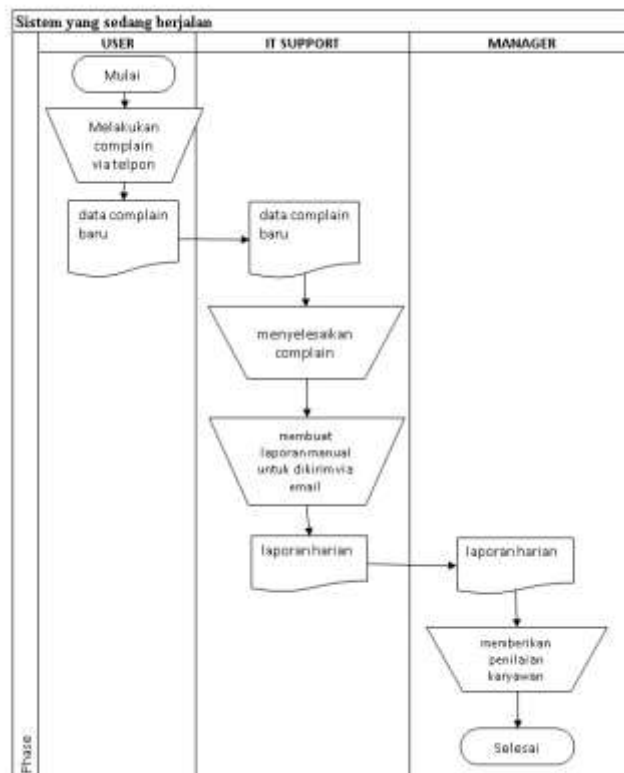 Sistem yang sedang berjalan
USER
IT SUPPORT
MANAGER
Mulai
Melakukan
complain
via telpon
data complain
baru
data complain
baru
menyelesaikan
complain
membuat
laporan manual
untuk dikirim via
email
laporan harian
laporan harian
memberikan
penilaian
karyawan
Selesai
Phase